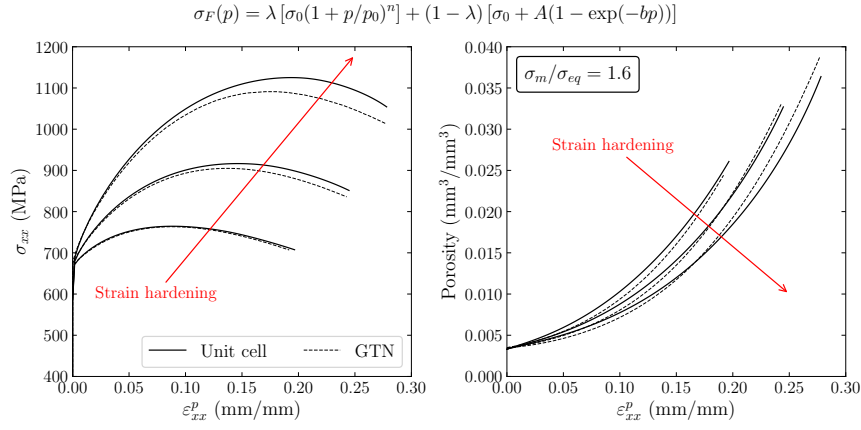 σ_F(p) = λ [σ_0(1 + p/p_0)^n] + (1 − λ) [σ_0 + A(1 − exp(−bp))]
1200
1100
1000
900
800
700
600
500
400
σ_xx (MPa)
Strain hardening
Unit cell
GTN
0.00 0.05 0.10 0.15 0.20 0.25 0.30
ε^p_xx (mm/mm)
0.040
0.035
0.030
0.025
0.020
0.015
0.010
0.005
0.000
Porosity (mm³/mm³)
σ_m/σ_eq = 1.6
Strain hardening
0.00 0.05 0.10 0.15 0.20 0.25 0.30
ε^p_xx (mm/mm)